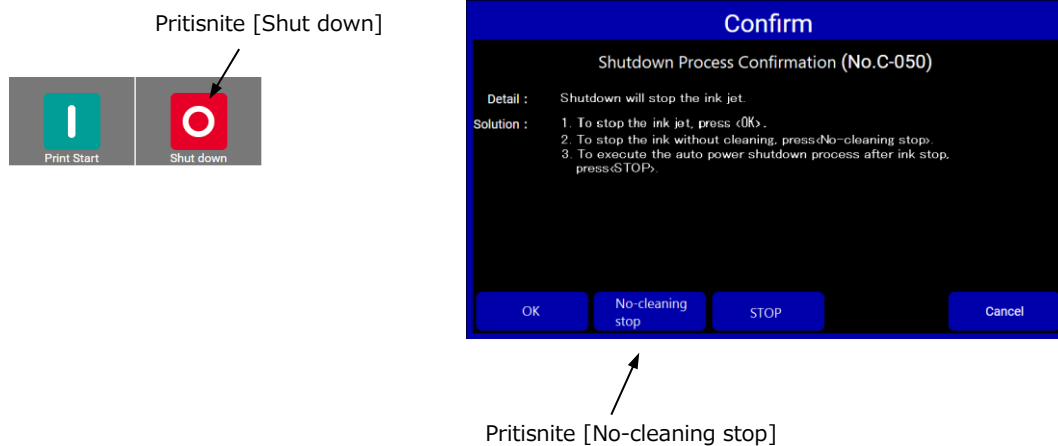 Pritisnite [Shut down]
Print Start
Shut down
Confirm
Shutdown Process Confirmation (No.C-050)
Detail : Shutdown will stop the ink jet.
Solution : 1. To stop the ink jet, press <OK>.
2. To stop the ink without cleaning, press<No-cleaning stop>.
3. To execute the auto power shutdown process after ink stop,
press<STOP>.
OK
No-cleaning
stop
STOP
Cancel
Pritisnite [No-cleaning stop]